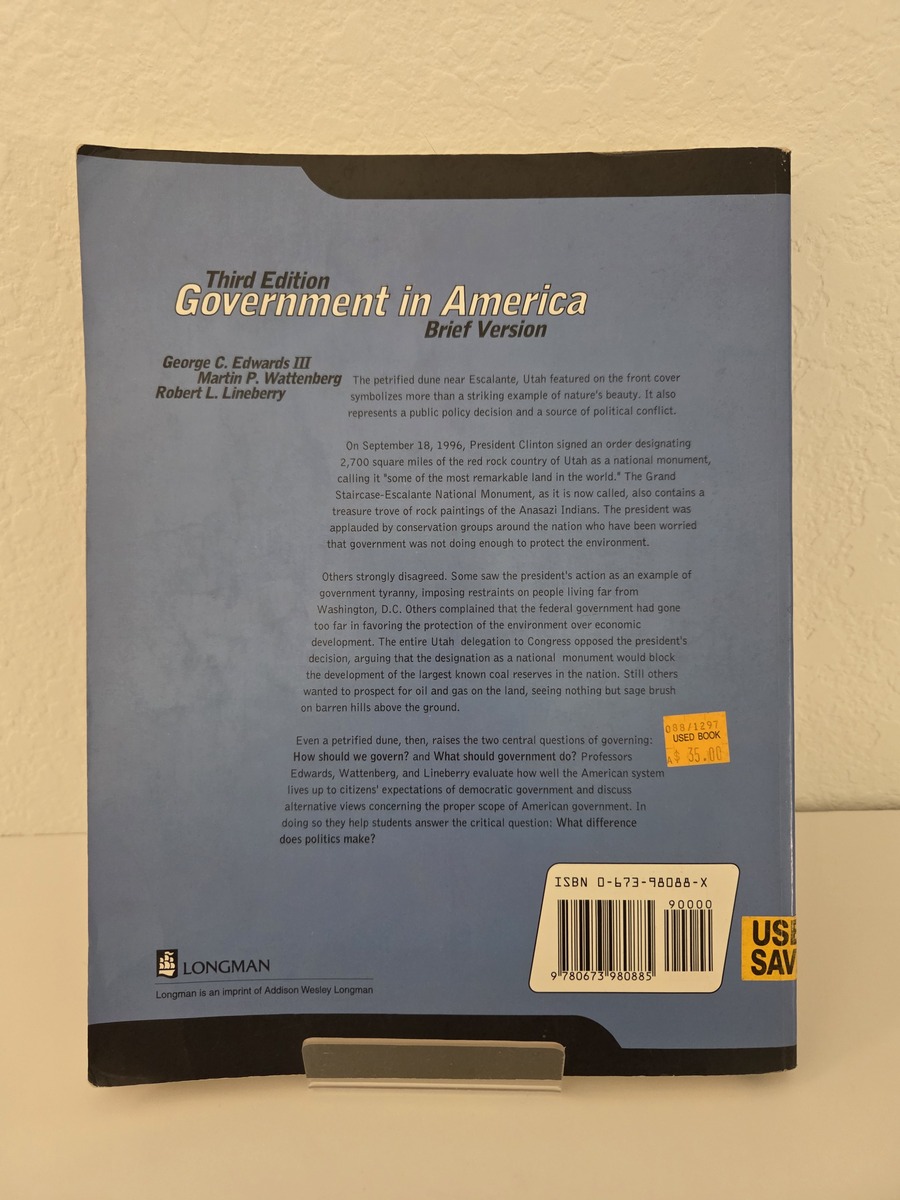 Third Edition
Government in America
Brief Version
George C. Edwards III
Martin P. Wattenberg
Robert L. Lineberry
The petrified dune near Escalante, Utah featured on the front cover
symbolizes more than a striking example of nature's beauty. It also
represents a public policy decision and a source of political conflict.
On September 18, 1996, President Clinton signed an order designating
2,700 square miles of the red rock country of Utah as a national monument,
calling it "some of the most remarkable land in the world." The Grand
Staircase-Escalante National Monument, as it is now called, also contains a
treasure trove of rock paintings of the Anasazi Indians. The president was
applauded by conservation groups around the nation who have been worried
that government was not doing enough to protect the environment.
Others strongly disagreed. Some saw the president's action as an example of
government tyranny, imposing restraints on people living far from
Washington, D.C. Others complained that the federal government had gone
too far in favoring the protection of the environment over economic
development. The entire Utah delegation to Congress opposed the president's
decision, arguing that the designation as a national monument would block
the development of the largest known coal reserves in the nation. Still others
wanted to prospect for oil and gas on the land, seeing nothing but sage brush
on barren hills above the ground.
Even a petrified dune, then, raises the two central questions of governing:
How should we govern? and What should government do? Professors
Edwards, Wattenberg, and Lineberry evaluate how well the American system
lives up to citizens' expectations of democratic government and discuss
alternative views concerning the proper scope of American government. In
doing so they help students answer the critical question: What difference
does politics make?
088/1297
USED BOOK
A$ 35.00
ISBN 0-673-98088-X
90000
9 780673 980885
USE
SAV
LONGMAN
Longman is an imprint of Addison Wesley Longman